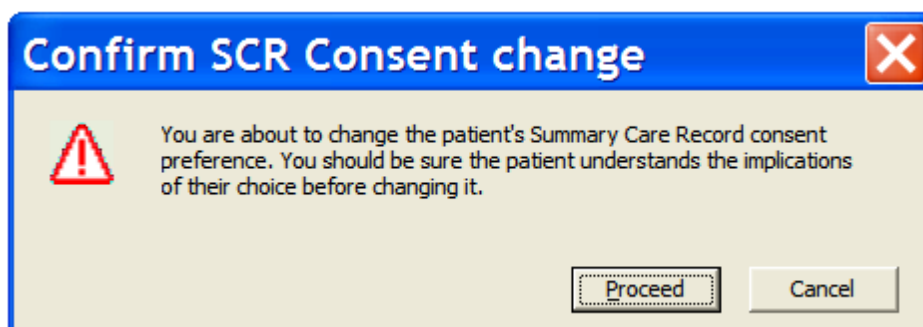 Confirm SCR Consent change
You are about to change the patient's Summary Care Record consent
preference. You should be sure the patient understands the implications
of their choice before changing it.
Proceed
Cancel